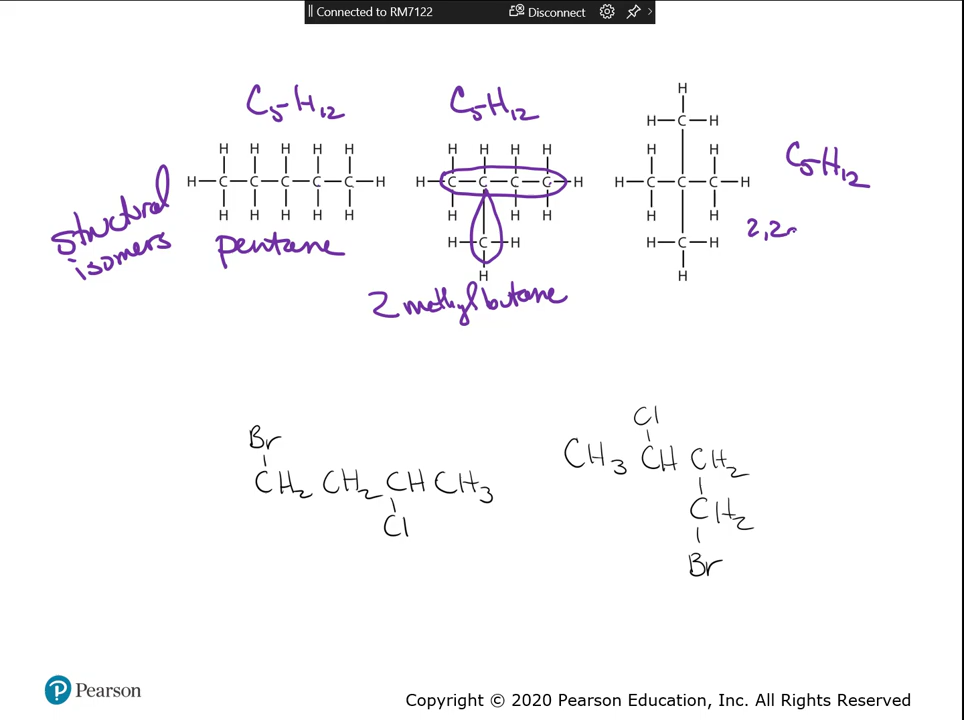 Connected to RM7122 Disconnect
C5H12 C5H12 C5H12
H
H—C—H
H H H H H H H H H H H
H—C—C—C—C—C—H H—C—C—C—C—H H—C—C—C—H
H H H H H H H H H H
H—C—H H—C—H
H H
structural isomers
pentane
2 methylbutane
2,2
Br
CH2 CH2 CH CH3
Cl
Cl
CH3 CH CH2
CH2
Br
Pearson
Copyright © 2020 Pearson Education, Inc. All Rights Reserved